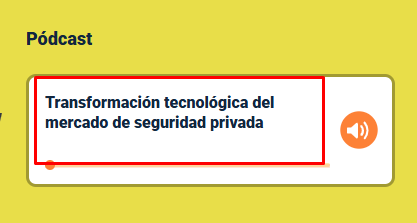 Pódcast
Transformación tecnológica del
mercado de seguridad privada